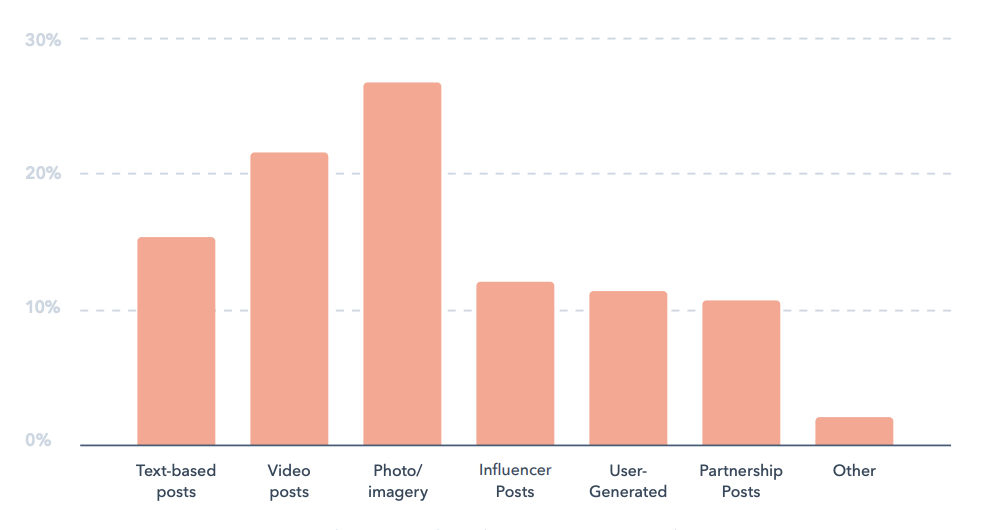 30%
20%
10%
0%
Text-based
posts
Video
posts
Photo/
imagery
Influencer
Posts
User-
Generated
Partnership
Posts
Other